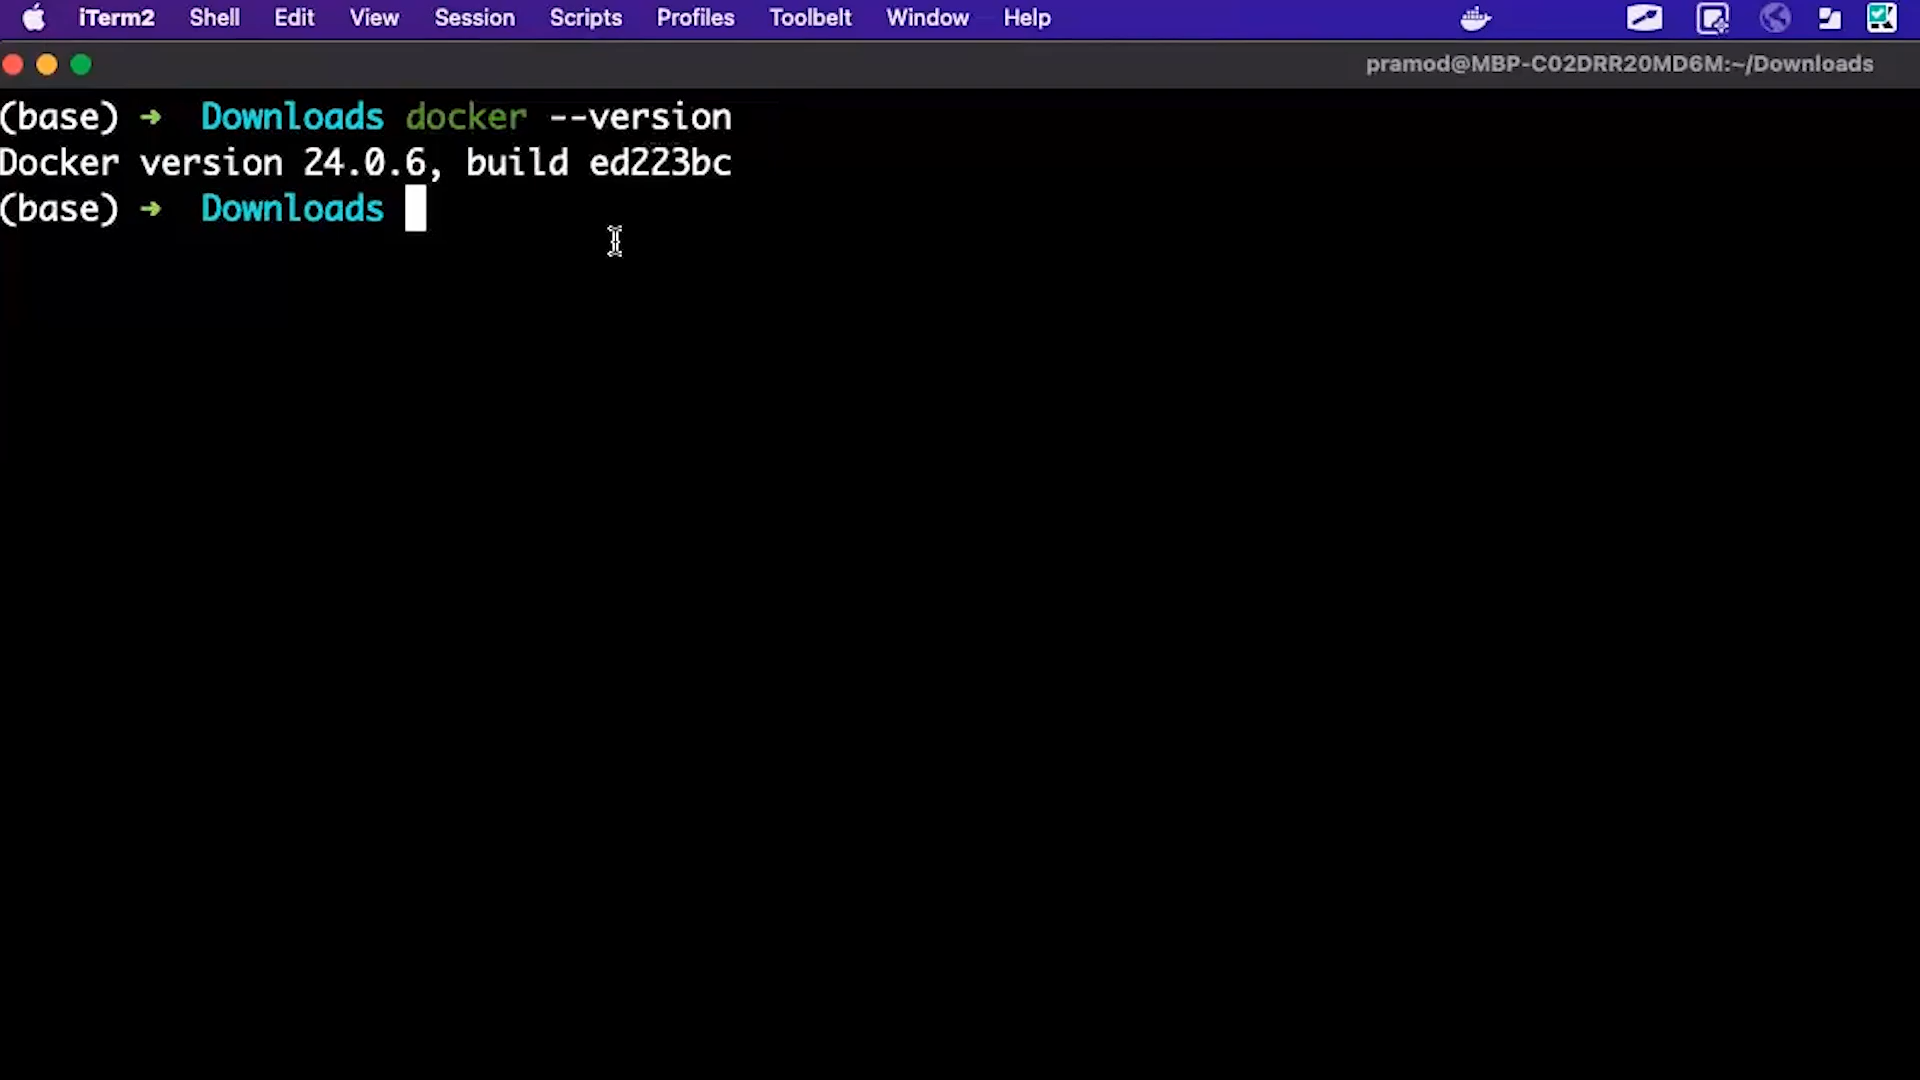 iTerm2 Shell Edit View Session Scripts Profiles Toolbelt Window Help
pramod@MBP-C02DRR20MD6M:~/Downloads
(base) ➜ Downloads docker --version
Docker version 24.0.6, build ed223bc
(base) ➜ Downloads